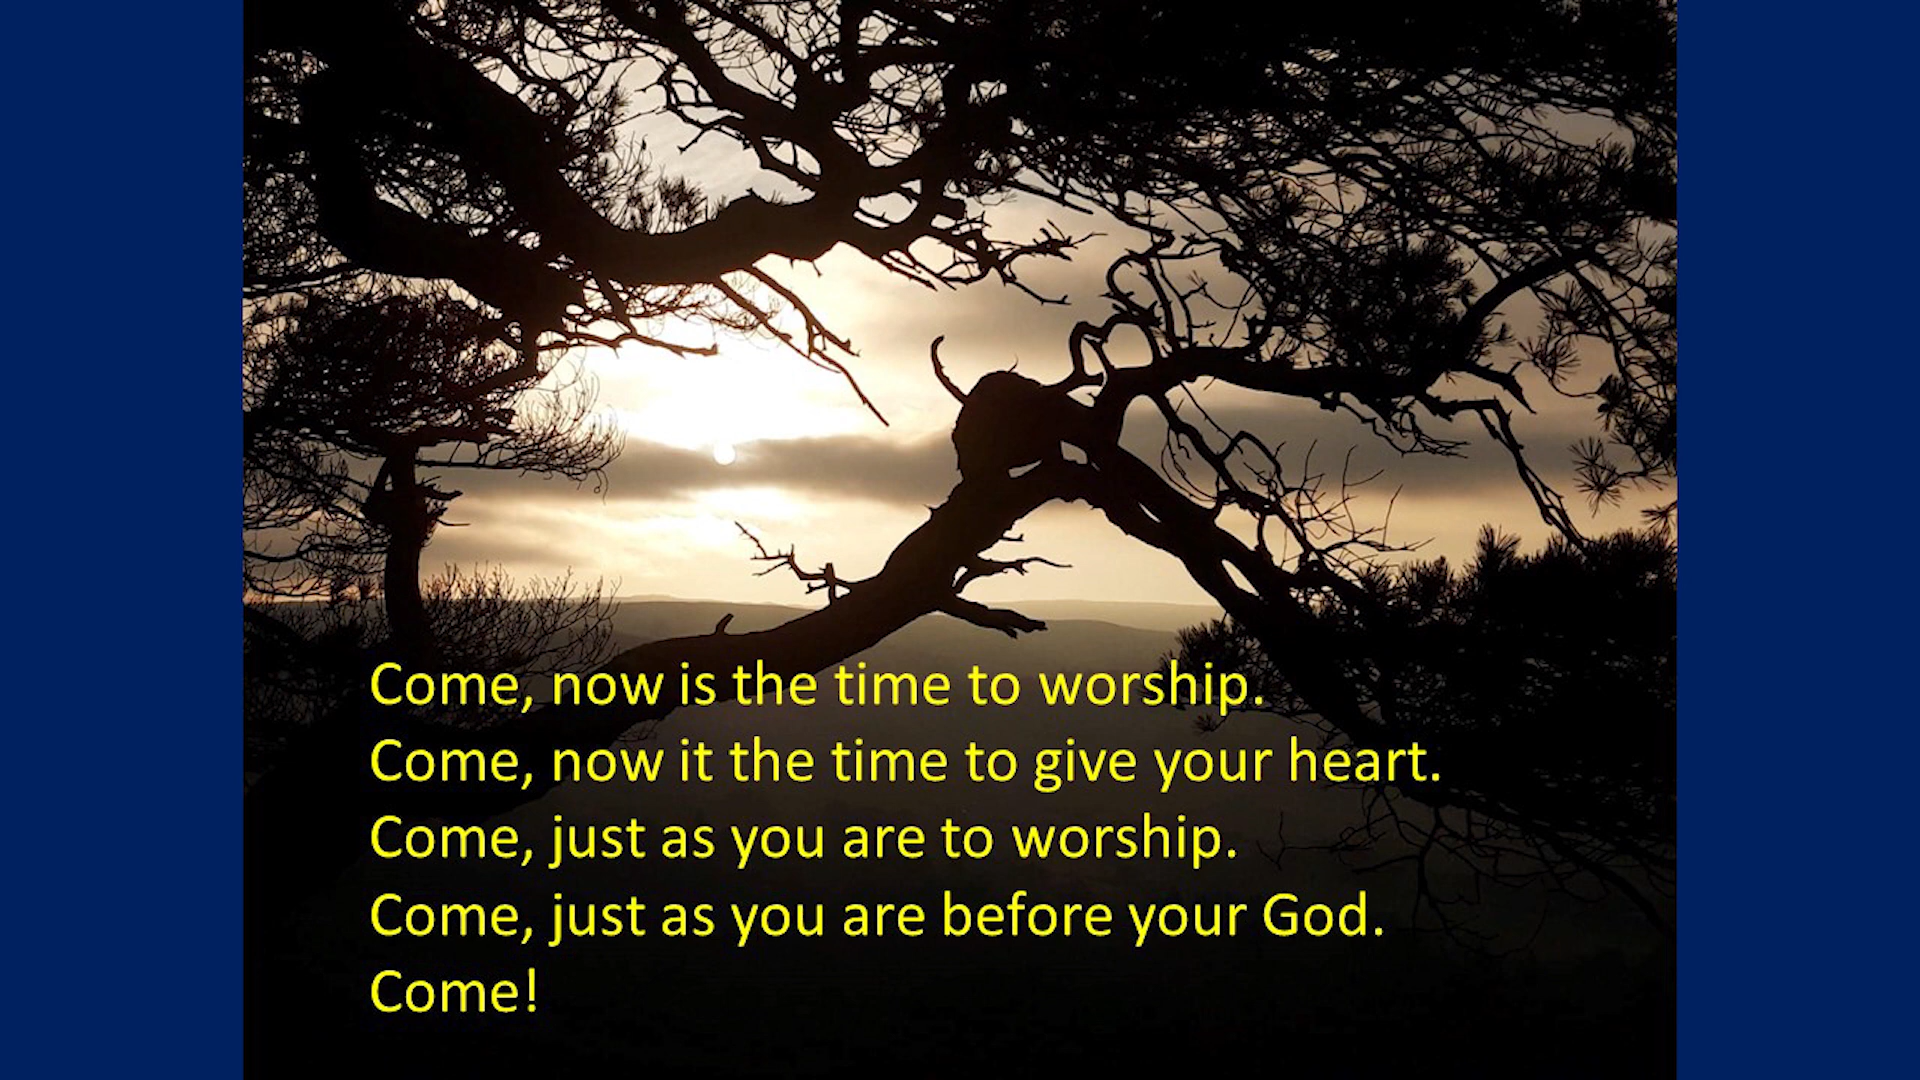 Come, now is the time to worship.
Come, now it the time to give your heart.
Come, just as you are to worship.
Come, just as you are before your God.
Come!